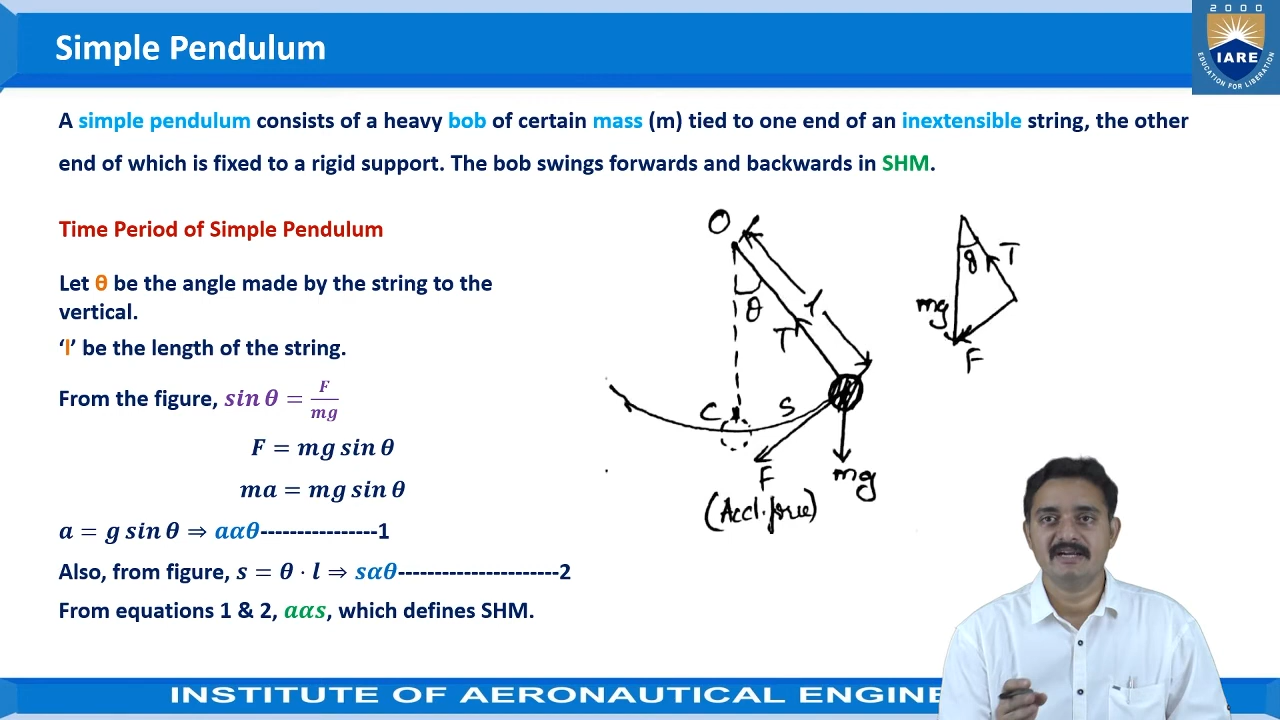 Simple Pendulum
2000
IARE
EDUCATION FOR LIBERATION
A simple pendulum consists of a heavy bob of certain mass (m) tied to one end of an inextensible string, the other
end of which is fixed to a rigid support. The bob swings forwards and backwards in SHM.
Time Period of Simple Pendulum
Let θ be the angle made by the string to the
vertical.
‘l’ be the length of the string.
From the figure, sin θ = F/mg
F = mg sin θ
ma = mg sin θ
a = g sin θ ⇒ aαθ----------------1
Also, from figure, s = θ · l ⇒ sαθ----------------------2
From equations 1 & 2, aαs, which defines SHM.
O
θ
l
T
C
S
F
mg
(Accl. force)
θ
T
mg
F
INSTITUTE OF AERONAUTICAL ENGINE